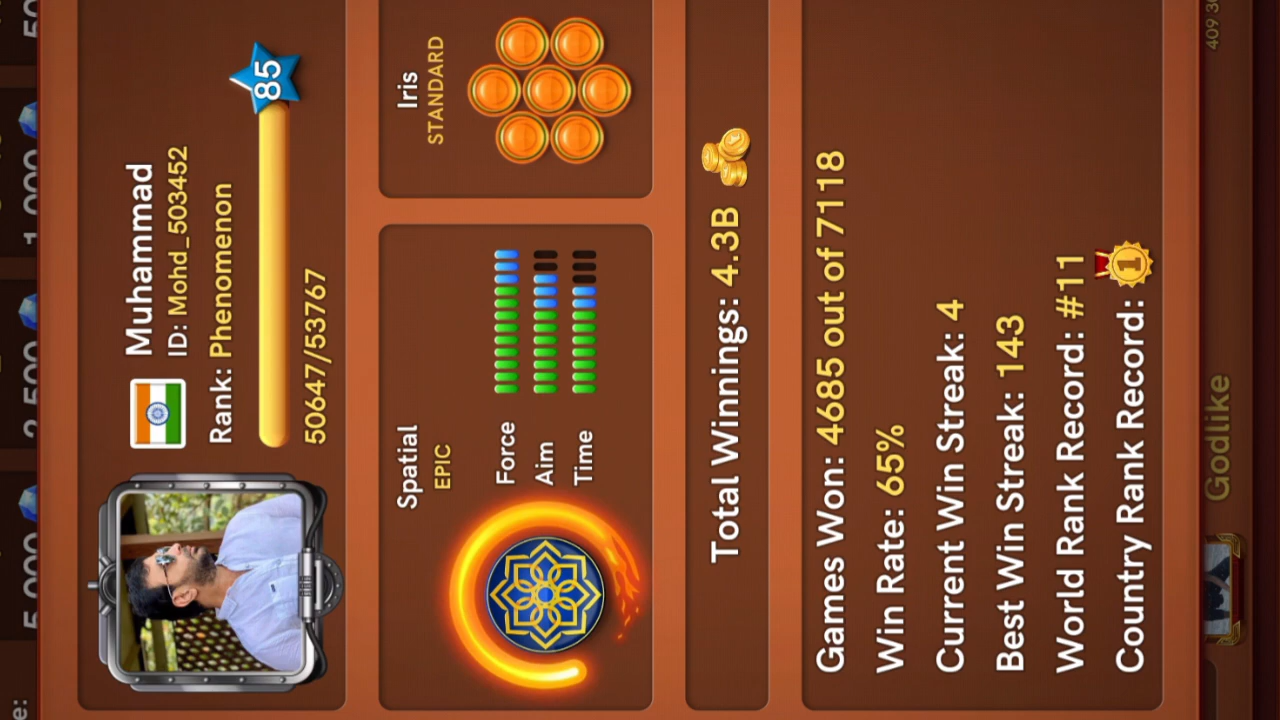 Muhammad
ID: Mohd_503452
Rank: Phenomenon
85
50647/53767
Spatial
EPIC
Force
Aim
Time
Iris
STANDARD
Total Winnings: 4.3B
Games Won: 4685 out of 7118
Win Rate: 65%
Current Win Streak: 4
Best Win Streak: 143
World Rank Record: #11
Country Rank Record:
1
Godlike